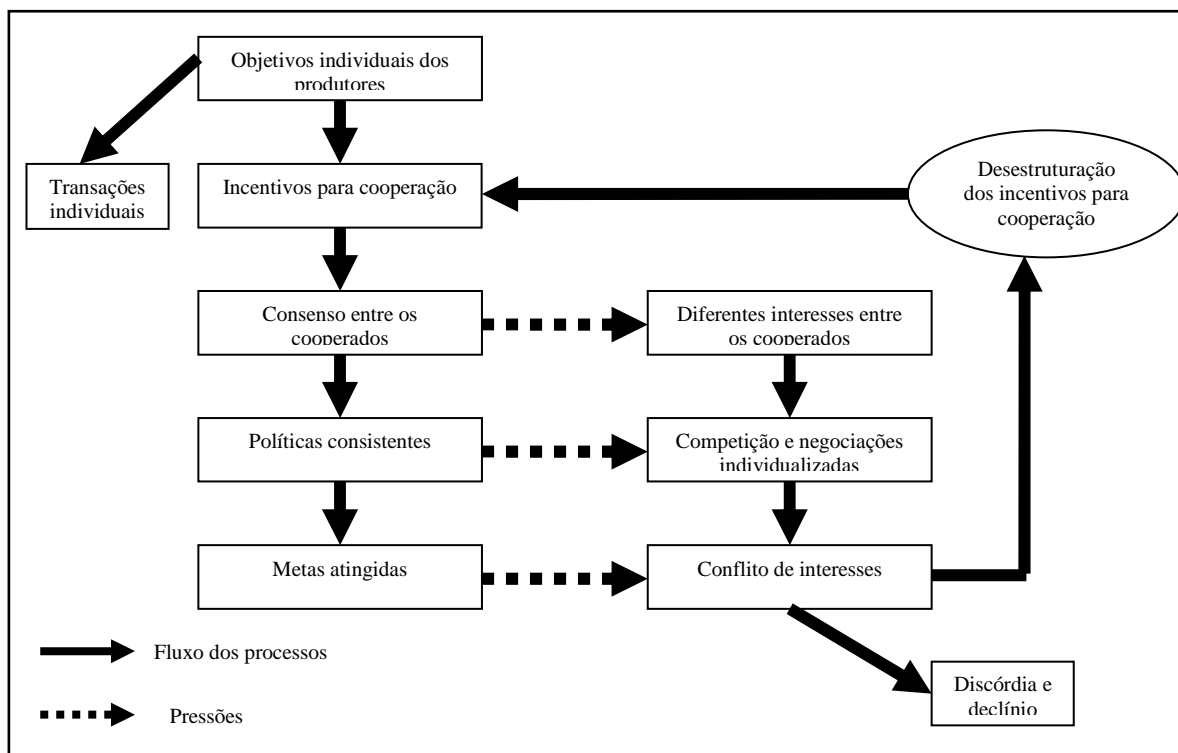 Objetivos individuais dos
produtores
Transações
individuais
Incentivos para cooperação
Desestruturação
dos incentivos para
cooperação
Consenso entre os
cooperados
Diferentes interesses entre
os cooperados
Políticas consistentes
Competição e negociações
individualizadas
Metas atingidas
Conflito de interesses
Fluxo dos processos
Discórdia e
declínio
Pressões